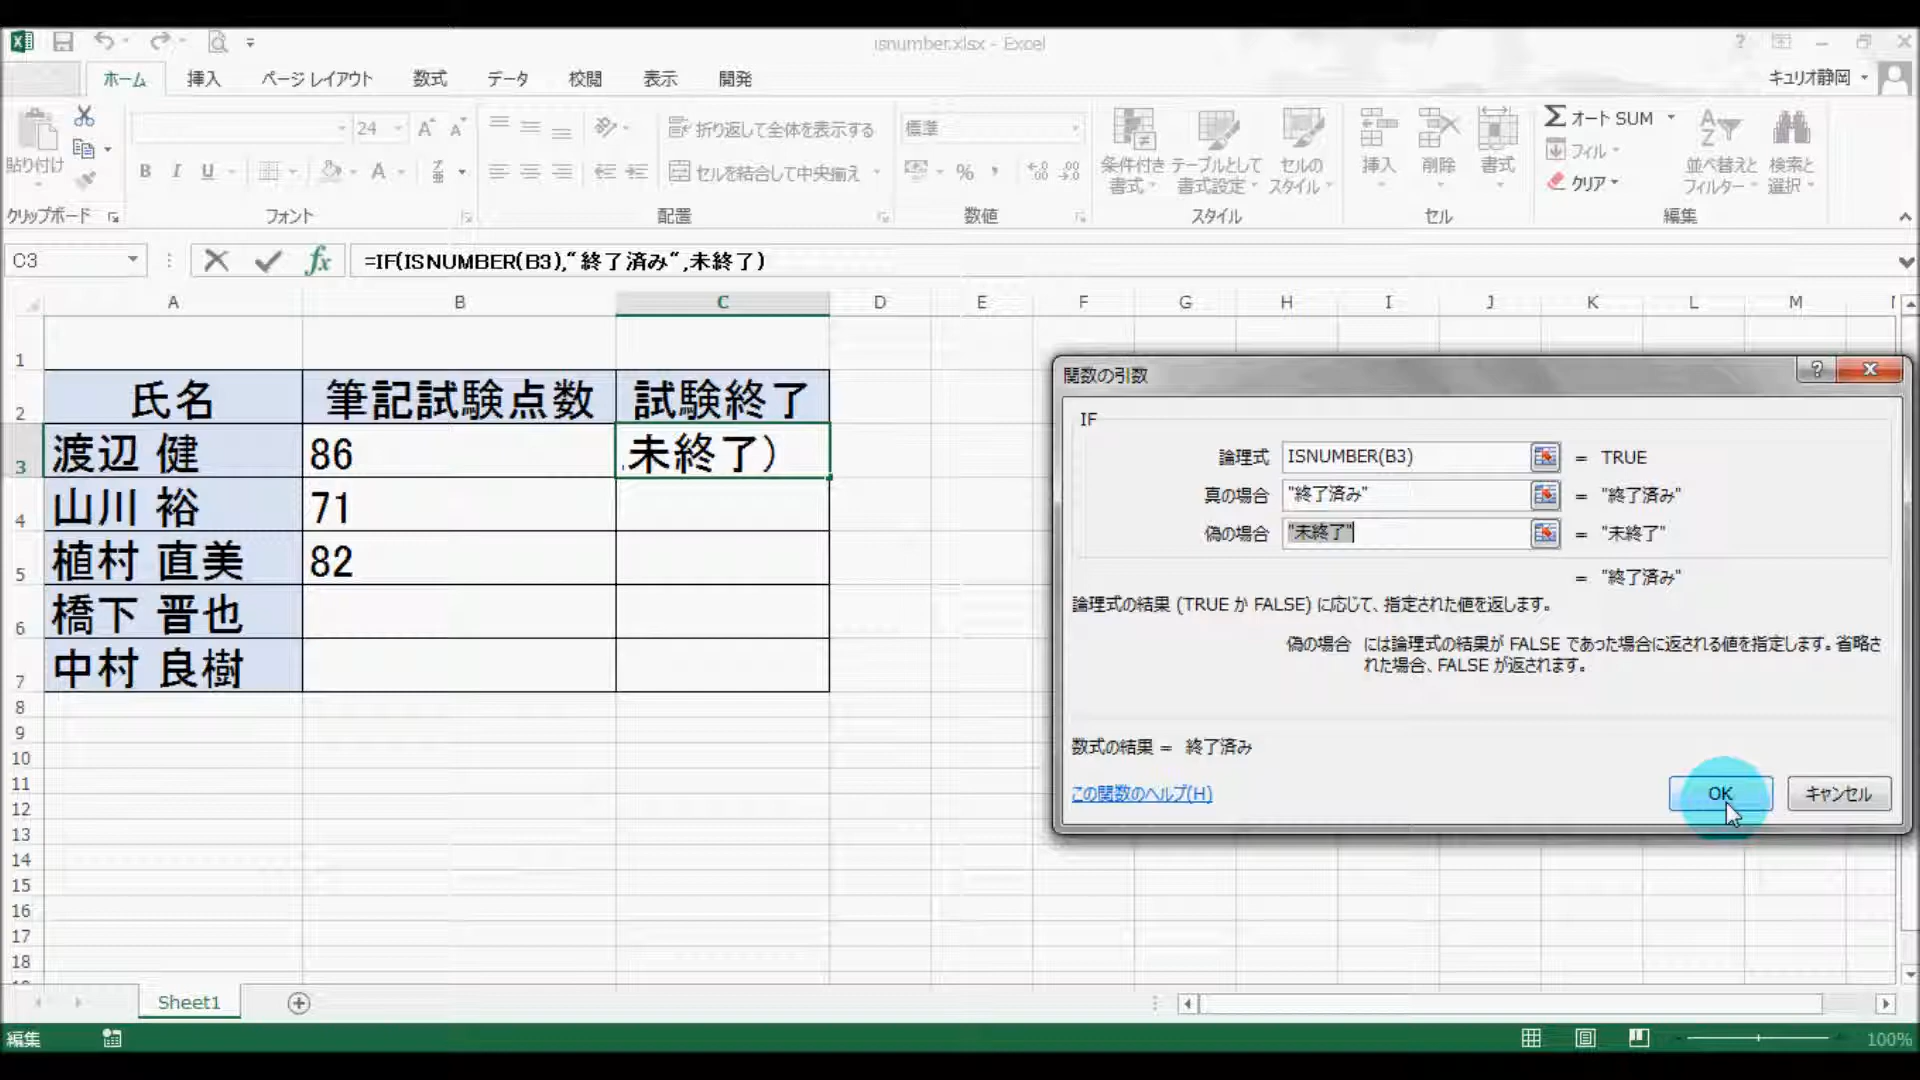 isnumber.xlsx - Excel
ホーム 挿入 ページ レイアウト 数式 データ 校閲 表示 開発
キュリオ静岡
貼り付け
クリップボード
24
B I U A
フォント
折り返して全体を表示する
セルを結合して中央揃え
配置
標準
%
数値
条件付き書式
テーブルとして書式設定
セルのスタイル
スタイル
挿入 削除 書式
セル
オート SUM
フィル
クリア
並べ替えとフィルター
検索と選択
編集
C3
fx
=IF(ISNUMBER(B3),"終了済み",未終了)
A B C D E F G H I J K L M
1
2 氏名 筆記試験点数 試験終了
3 渡辺 健 86 ,未終了)
4 山川 裕 71
5 植村 直美 82
6 橋下 晋也
7 中村 良樹
8
9
10
11
12
13
14
15
16
17
18
関数の引数
IF
論理式 ISNUMBER(B3) = TRUE
真の場合 "終了済み" = "終了済み"
偽の場合 "未終了" = "未終了"
= "終了済み"
論理式の結果 (TRUE か FALSE) に応じて、指定された値を返します。
偽の場合 には論理式の結果が FALSE であった場合に返される値を指定します。省略さ
れた場合、FALSE が返されます。
数式の結果 = 終了済み
この関数のヘルプ(H)
OK
キャンセル
Sheet1
編集
100%